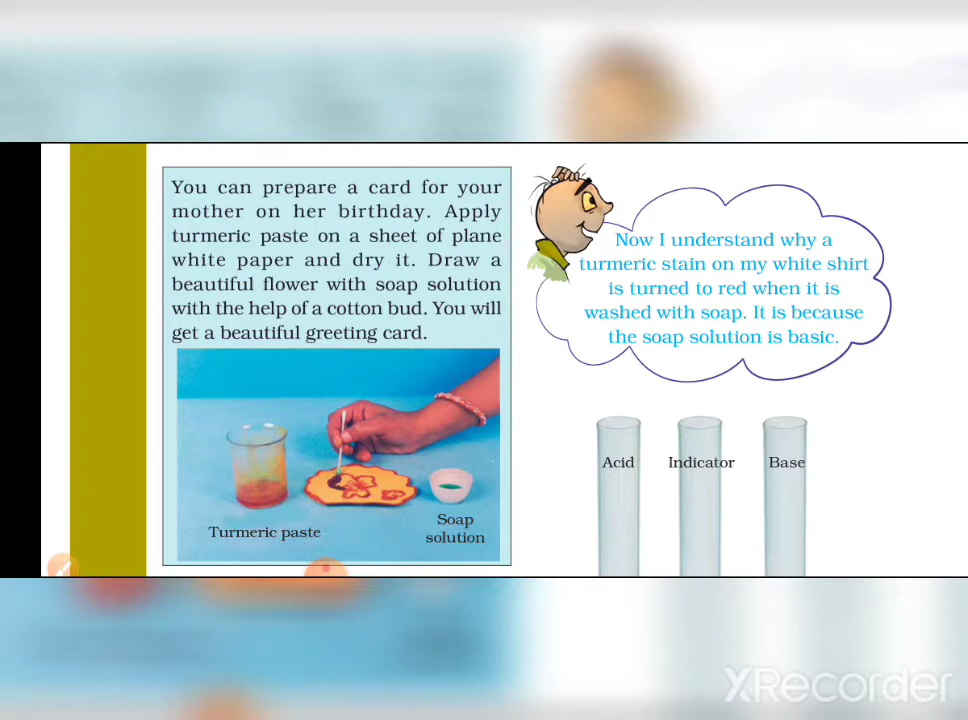 You can prepare a card for your
mother on her birthday. Apply
turmeric paste on a sheet of plane
white paper and dry it. Draw a
beautiful flower with soap solution
with the help of a cotton bud. You will
get a beautiful greeting card.
Turmeric paste
Soap
solution
Now I understand why a
turmeric stain on my white shirt
is turned to red when it is
washed with soap. It is because
the soap solution is basic.
Acid
Indicator
Base
XRecorder